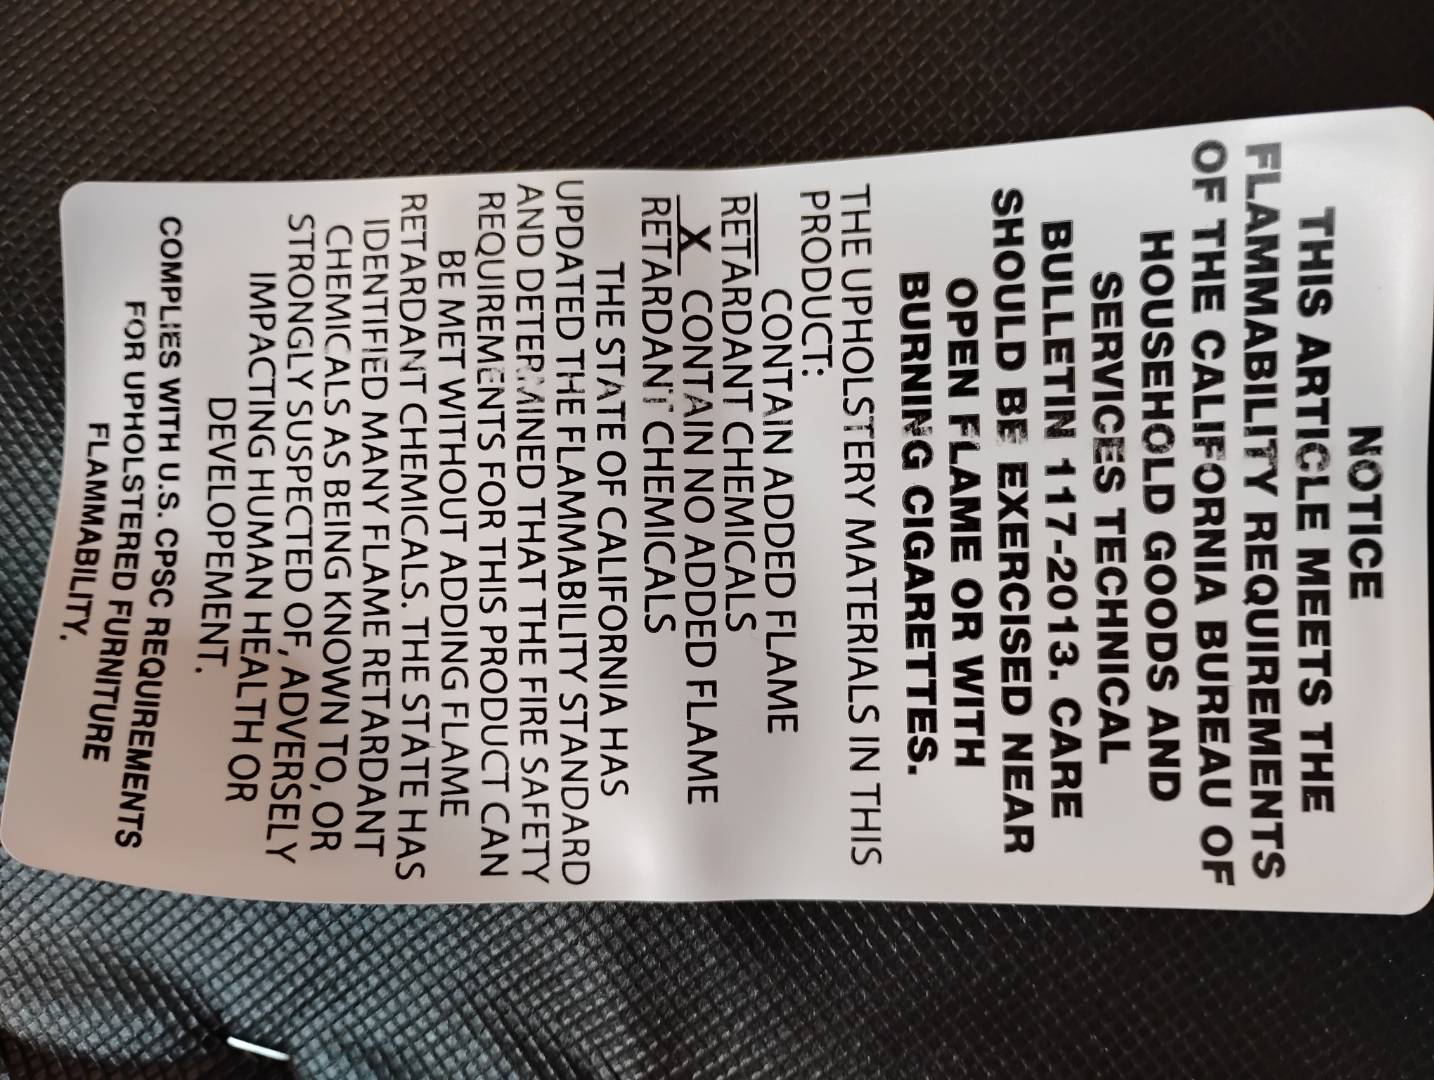 NOTICE
THIS ARTICLE MEETS THE
FLAMMABILITY REQUIREMENTS
OF THE CALIFORNIA BUREAU OF
HOUSEHOLD GOODS AND
SERVICES TECHNICAL
BULLETIN 117-2013. CARE
SHOULD BE EXERCISED NEAR
OPEN FLAME OR WITH
BURNING CIGARETTES.
THE UPHOLSTERY MATERIALS IN THIS
PRODUCT:
CONTAIN ADDED FLAME
RETARDANT CHEMICALS
X CONTAIN NO ADDED FLAME
RETARDANT CHEMICALS
THE STATE OF CALIFORNIA HAS
UPDATED THE FLAMMABILITY STANDARD
AND DETERMINED THAT THE FIRE SAFETY
REQUIREMENTS FOR THIS PRODUCT CAN
BE MET WITHOUT ADDING FLAME
RETARDANT CHEMICALS. THE STATE HAS
IDENTIFIED MANY FLAME RETARDANT
CHEMICALS AS BEING KNOWN TO, OR
STRONGLY SUSPECTED OF, ADVERSELY
IMPACTING HUMAN HEALTH OR
DEVELOPEMENT.
COMPLIES WITH U.S. CPSC REQUIREMENTS
FOR UPHOLSTERED FURNITURE
FLAMMABILITY.